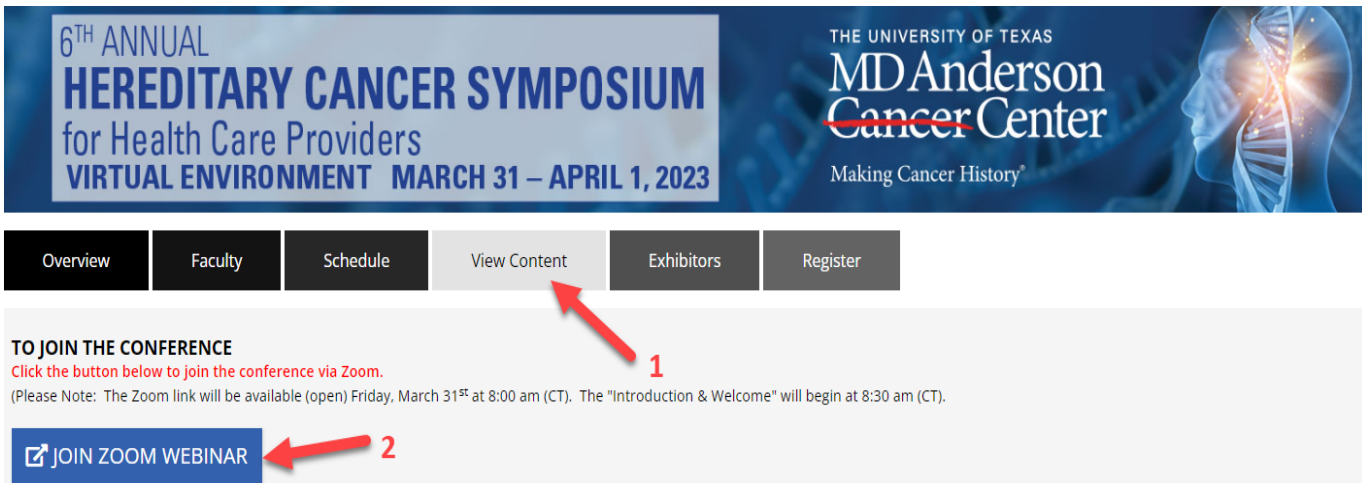 6TH ANNUAL
HEREDITARY CANCER SYMPOSIUM
for Health Care Providers
VIRTUAL ENVIRONMENT MARCH 31 – APRIL 1, 2023
THE UNIVERSITY OF TEXAS
MD Anderson
Cancer Center
Making Cancer History®
Overview
Faculty
Schedule
View Content
Exhibitors
Register
1
TO JOIN THE CONFERENCE
Click the button below to join the conference via Zoom.
(Please Note: The Zoom link will be available (open) Friday, March 31st at 8:00 am (CT). The "Introduction & Welcome" will begin at 8:30 am (CT).
JOIN ZOOM WEBINAR
2